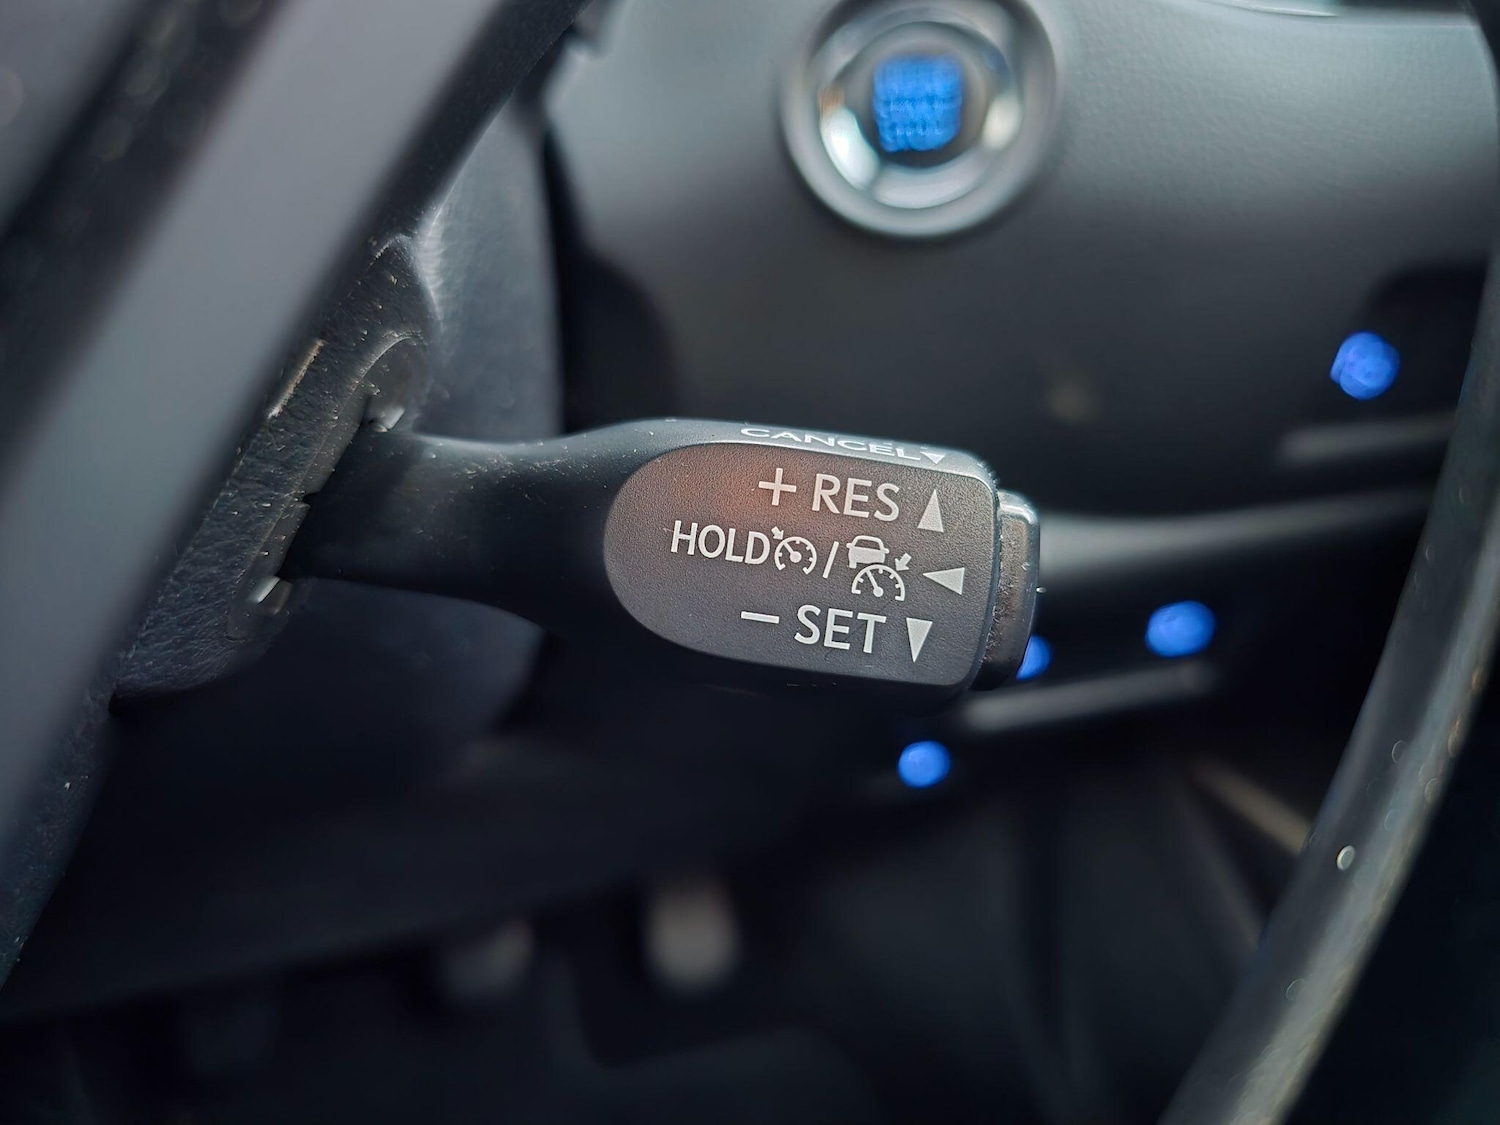 CANCEL▼
+ RES ▲
HOLD / ◀
− SET ▼